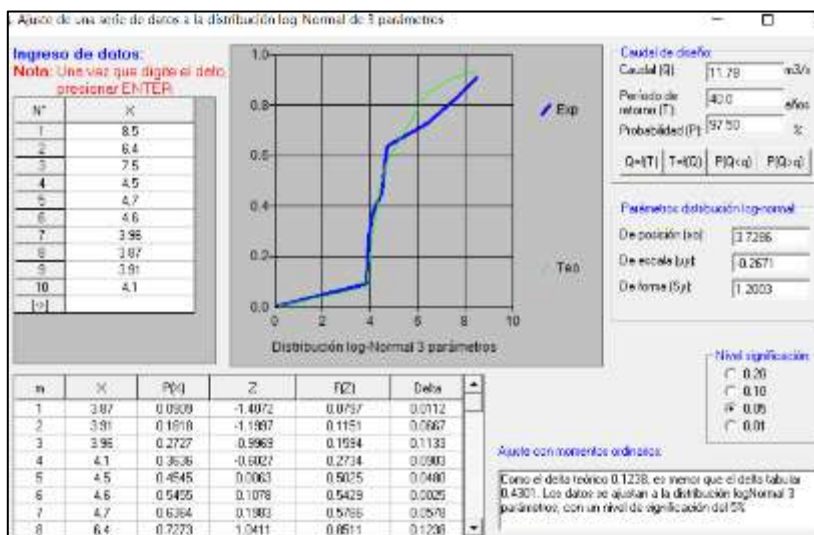 Ajuste de una serie de datos a la distribución log-Normal de 3 parámetros
Ingreso de datos:
Nota: Una vez que digite el dato,
presionar ENTER
N° X
1 8.5
2 6.4
3 7.5
4 4.5
5 4.7
6 4.6
7 3.96
8 3.87
9 3.91
10 4.1
1.0
0.8
0.6
0.4
0.2
0.0
0 2 4 6 8 10
Exp
Teo
Distribución log-Normal 3 parámetros
Caudal de diseño:
Caudal (Q): 11.78 m3/s
Período de
retorno (T): 40.0 años
Probabilidad (P): 97.50 %
Q=f(T) T=f(Q) P(Q<q) P(Q>q)
Parámetros distribución log-normal:
De posición (xo): 3.7286
De escala (uy): -0.2671
De forma (Sy): 1.2003
Nivel significación:
0.20
0.10
0.05
0.01
m X P(X) Z F(Z) Delta
1 3.87 0.0909 -1.4072 0.0797 0.0112
2 3.91 0.1818 -1.1997 0.1151 0.0667
3 3.96 0.2727 -0.9969 0.1594 0.1133
4 4.1 0.3636 -0.6027 0.2734 0.0903
5 4.5 0.4545 0.0063 0.5025 0.0480
6 4.6 0.5455 0.1078 0.5429 0.0025
7 4.7 0.6364 0.1983 0.5786 0.0578
8 6.4 0.7273 1.0411 0.8511 0.1238
Ajuste con momentos ordinarios:
Como el delta teórico 0.1238, es menor que el delta tabular
0.4301. Los datos se ajustan a la distribución logNormal 3
parámetros, con un nivel de significación del 5%